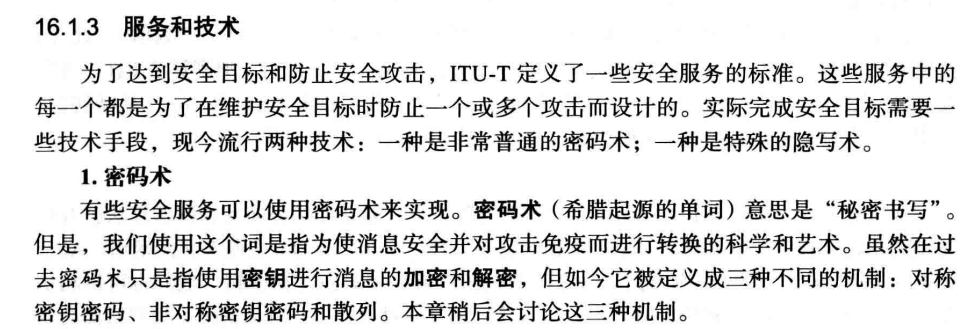 16.1.3 服务和技术
为了达到安全目标和防止安全攻击，ITU-T 定义了一些安全服务的标准。这些服务中的
每一个都是为了在维护安全目标时防止一个或多个攻击而设计的。实际完成安全目标需要一
些技术手段，现今流行两种技术：一种是非常普通的密码术；一种是特殊的隐写术。
1. 密码术
有些安全服务可以使用密码术来实现。密码术（希腊起源的单词）意思是“秘密书写”。
但是，我们使用这个词是指为使消息安全并对攻击免疫而进行转换的科学和艺术。虽然在过
去密码术只是指使用密钥进行消息的加密和解密，但如今它被定义成三种不同的机制：对称
密钥密码、非对称密钥密码和散列。本章稍后会讨论这三种机制。